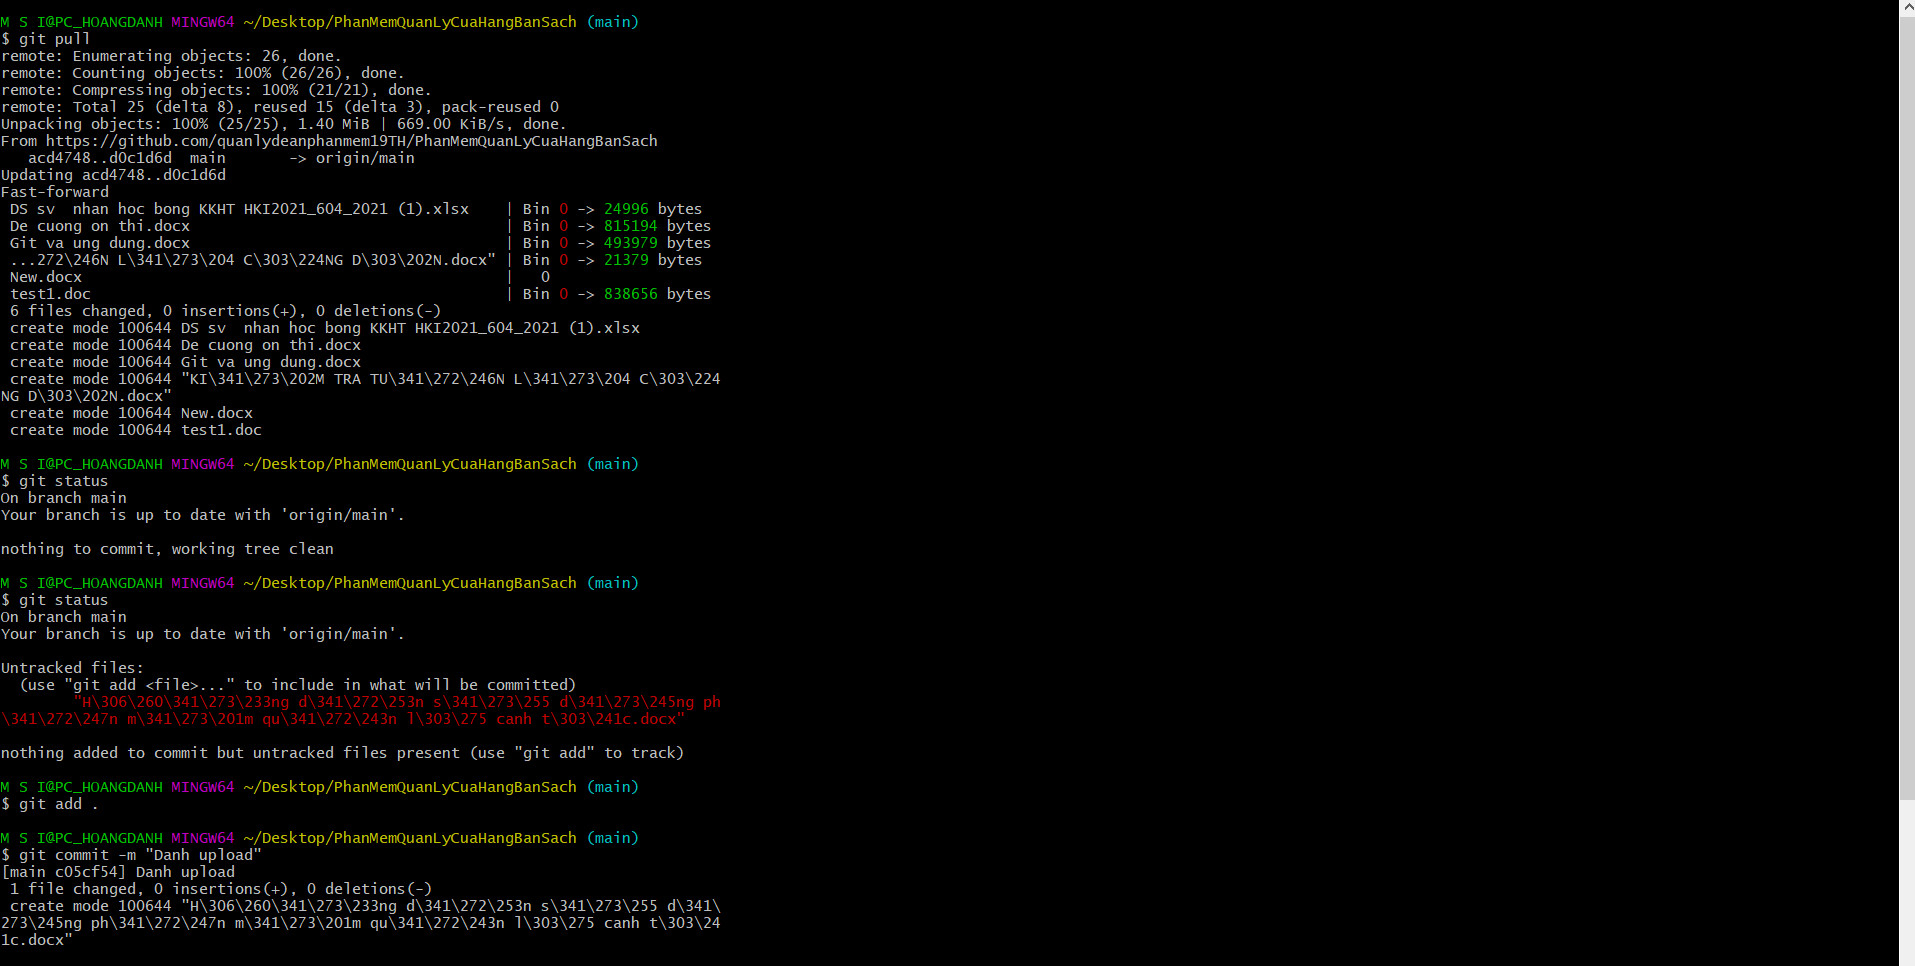 M S I@PC_HOANGDANH MINGW64 ~/Desktop/PhanMemQuanLyCuaHangBanSach (main)
$ git pull
remote: Enumerating objects: 26, done.
remote: Counting objects: 100% (26/26), done.
remote: Compressing objects: 100% (21/21), done.
remote: Total 25 (delta 8), reused 15 (delta 3), pack-reused 0
Unpacking objects: 100% (25/25), 1.40 MiB | 669.00 KiB/s, done.
From https://github.com/quanlydeanphanmem19TH/PhanMemQuanLyCuaHangBanSach
   acd4748..d0c1d6d  main       -> origin/main
Updating acd4748..d0c1d6d
Fast-forward
 DS sv  nhan hoc bong KKHT HKI2021_604_2021 (1).xlsx    | Bin 0 -> 24996 bytes
 De cuong on thi.docx                                   | Bin 0 -> 815194 bytes
 Git va ung dung.docx                                   | Bin 0 -> 493979 bytes
 ...272\246N L\341\273\204 C\303\224NG D\303\202N.docx" | Bin 0 -> 21379 bytes
 New.docx                                               |   0
 test1.doc                                              | Bin 0 -> 838656 bytes
 6 files changed, 0 insertions(+), 0 deletions(-)
 create mode 100644 DS sv  nhan hoc bong KKHT HKI2021_604_2021 (1).xlsx
 create mode 100644 De cuong on thi.docx
 create mode 100644 Git va ung dung.docx
 create mode 100644 "KI\341\273\202M TRA TU\341\272\246N L\341\273\204 C\303\224
NG D\303\202N.docx"
 create mode 100644 New.docx
 create mode 100644 test1.doc
M S I@PC_HOANGDANH MINGW64 ~/Desktop/PhanMemQuanLyCuaHangBanSach (main)
$ git status
On branch main
Your branch is up to date with 'origin/main'.
nothing to commit, working tree clean
M S I@PC_HOANGDANH MINGW64 ~/Desktop/PhanMemQuanLyCuaHangBanSach (main)
$ git status
On branch main
Your branch is up to date with 'origin/main'.
Untracked files:
  (use "git add <file>..." to include in what will be committed)
        "H\306\260\341\273\233ng d\341\272\253n s\341\273\255 d\341\273\245ng ph
\341\272\247n m\341\273\201m qu\341\272\243n l\303\275 canh t\303\241c.docx"
nothing added to commit but untracked files present (use "git add" to track)
M S I@PC_HOANGDANH MINGW64 ~/Desktop/PhanMemQuanLyCuaHangBanSach (main)
$ git add .
M S I@PC_HOANGDANH MINGW64 ~/Desktop/PhanMemQuanLyCuaHangBanSach (main)
$ git commit -m "Danh upload"
[main c05cf54] Danh upload
 1 file changed, 0 insertions(+), 0 deletions(-)
 create mode 100644 "H\306\260\341\273\233ng d\341\272\253n s\341\273\255 d\341\
273\245ng ph\341\272\247n m\341\273\201m qu\341\272\243n l\303\275 canh t\303\24
1c.docx"